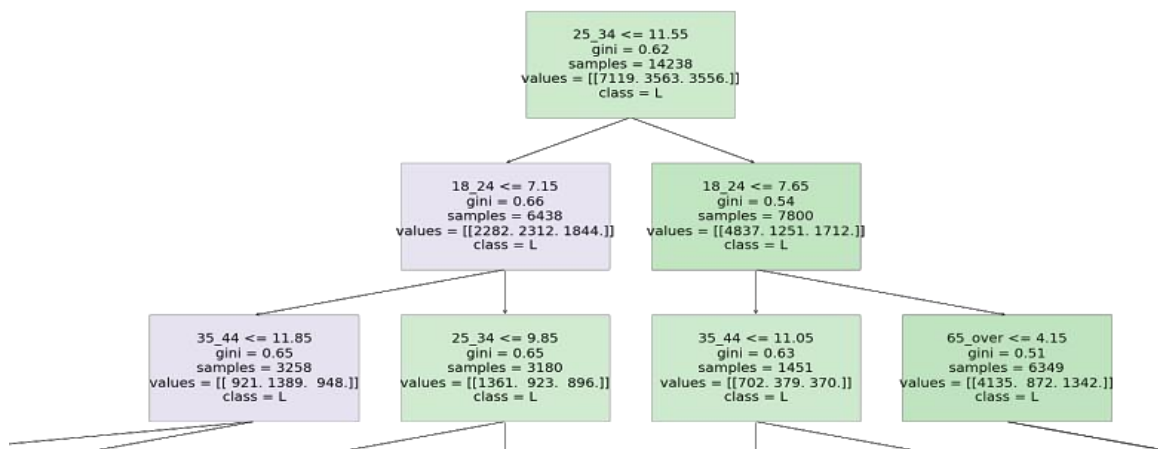 25_34 <= 11.55
gini = 0.62
samples = 14238
values = [[7119. 3563. 3556.]]
class = L
18_24 <= 7.15
gini = 0.66
samples = 6438
values = [[2282. 2312. 1844.]]
class = L
18_24 <= 7.65
gini = 0.54
samples = 7800
values = [[4837. 1251. 1712.]]
class = L
35_44 <= 11.85
gini = 0.65
samples = 3258
values = [[ 921. 1389.  948.]]
class = L
25_34 <= 9.85
gini = 0.65
samples = 3180
values = [[1361.  923.  896.]]
class = L
35_44 <= 11.05
gini = 0.63
samples = 1451
values = [[702. 379. 370.]]
class = L
65_over <= 4.15
gini = 0.51
samples = 6349
values = [[4135.  872. 1342.]]
class = L